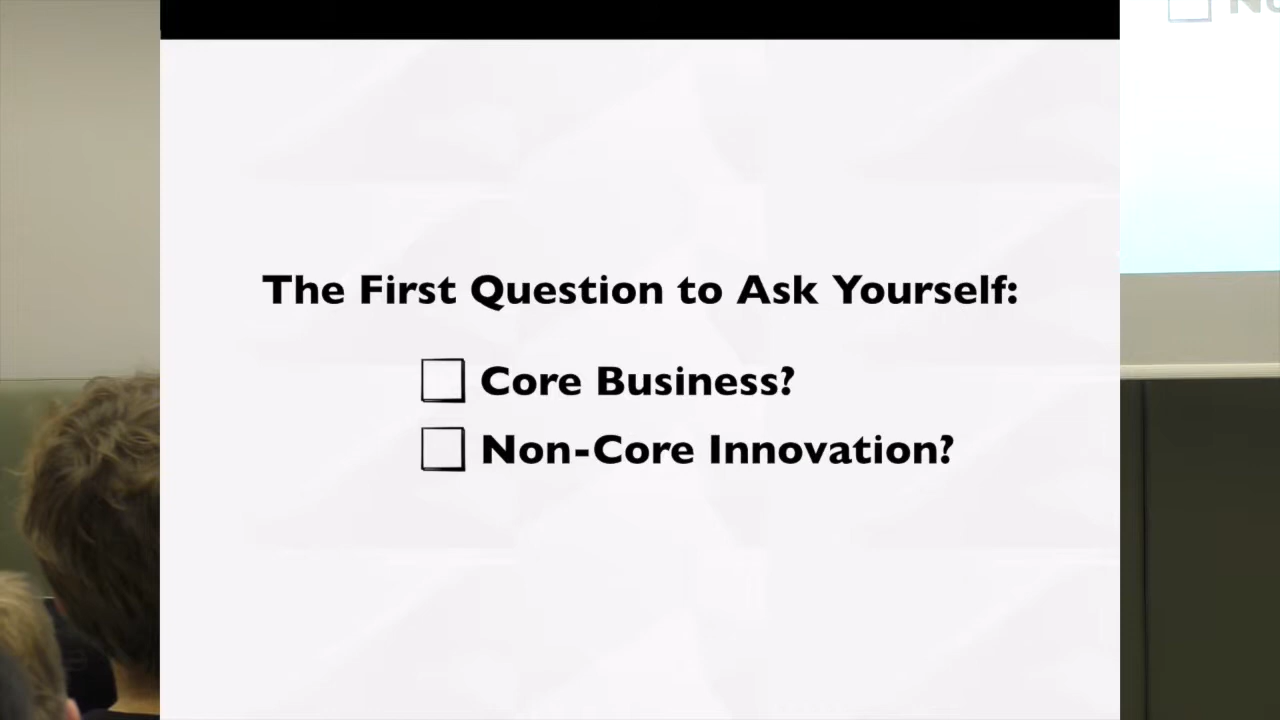 The First Question to Ask Yourself:
Core Business?
Non-Core Innovation?